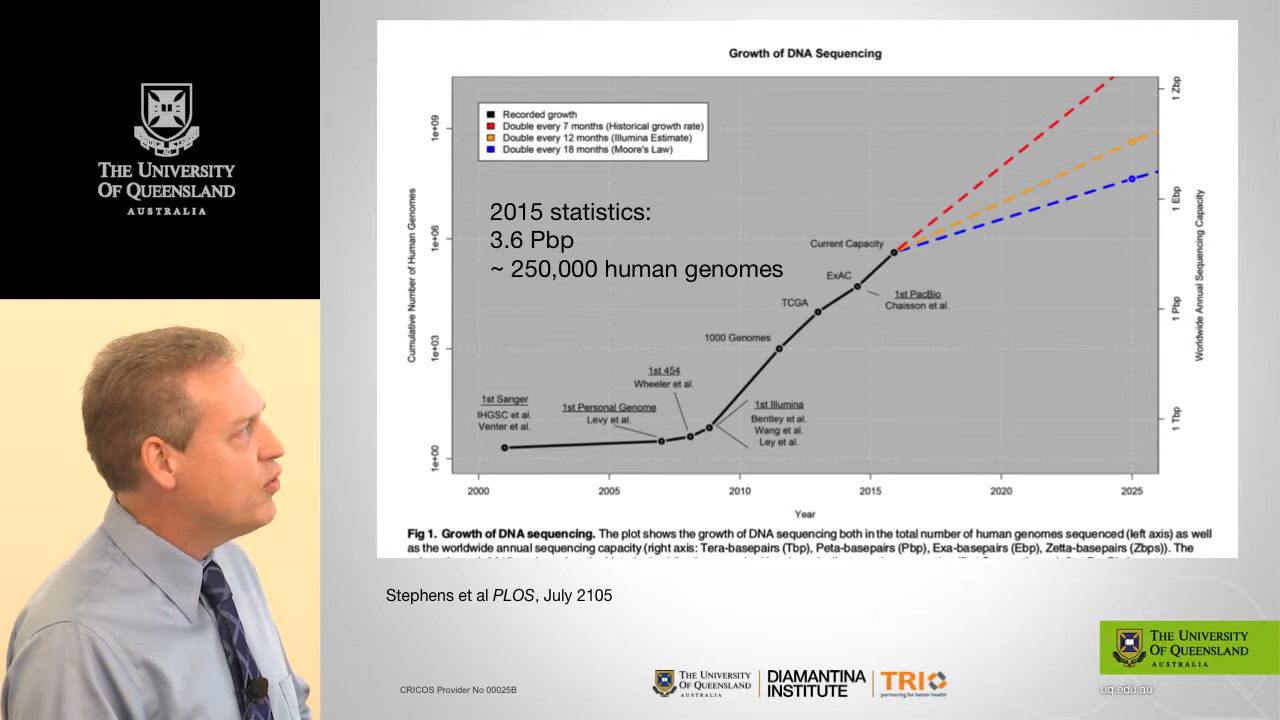 THE UNIVERSITY
OF QUEENSLAND
AUSTRALIA
Growth of DNA Sequencing
Recorded growth
Double every 7 months (Historical growth rate)
Double every 12 months (Illumina Estimate)
Double every 18 months (Moore's Law)
2015 statistics:
3.6 Pbp
~ 250,000 human genomes
Cumulative Number of Human Genomes
1e+09
1e+06
1e+03
1e+00
Worldwide Annual Sequencing Capacity
1 Zbp
1 Ebp
1 Pbp
1 Tbp
Current Capacity
ExAC
1st PacBio
Chaisson et al.
TCGA
1000 Genomes
1st 454
Wheeler et al.
1st Sanger
IHGSC et al.
Venter et al.
1st Personal Genome
Levy et al.
1st Illumina
Bentley et al.
Wang et al.
Ley et al.
2000 2005 2010 2015 2020 2025
Year
Fig 1. Growth of DNA sequencing. The plot shows the growth of DNA sequencing both in the total number of human genomes sequenced (left axis) as well
as the worldwide annual sequencing capacity (right axis: Tera-basepairs (Tbp), Peta-basepairs (Pbp), Exa-basepairs (Ebp), Zetta-basepairs (Zbps)). The
Stephens et al PLOS, July 2105
THE UNIVERSITY
OF QUEENSLAND
AUSTRALIA
CRICOS Provider No 00025B
THE UNIVERSITY
OF QUEENSLAND
AUSTRALIA
DIAMANTINA
INSTITUTE
TRI
partnering for better health
uq.edu.au